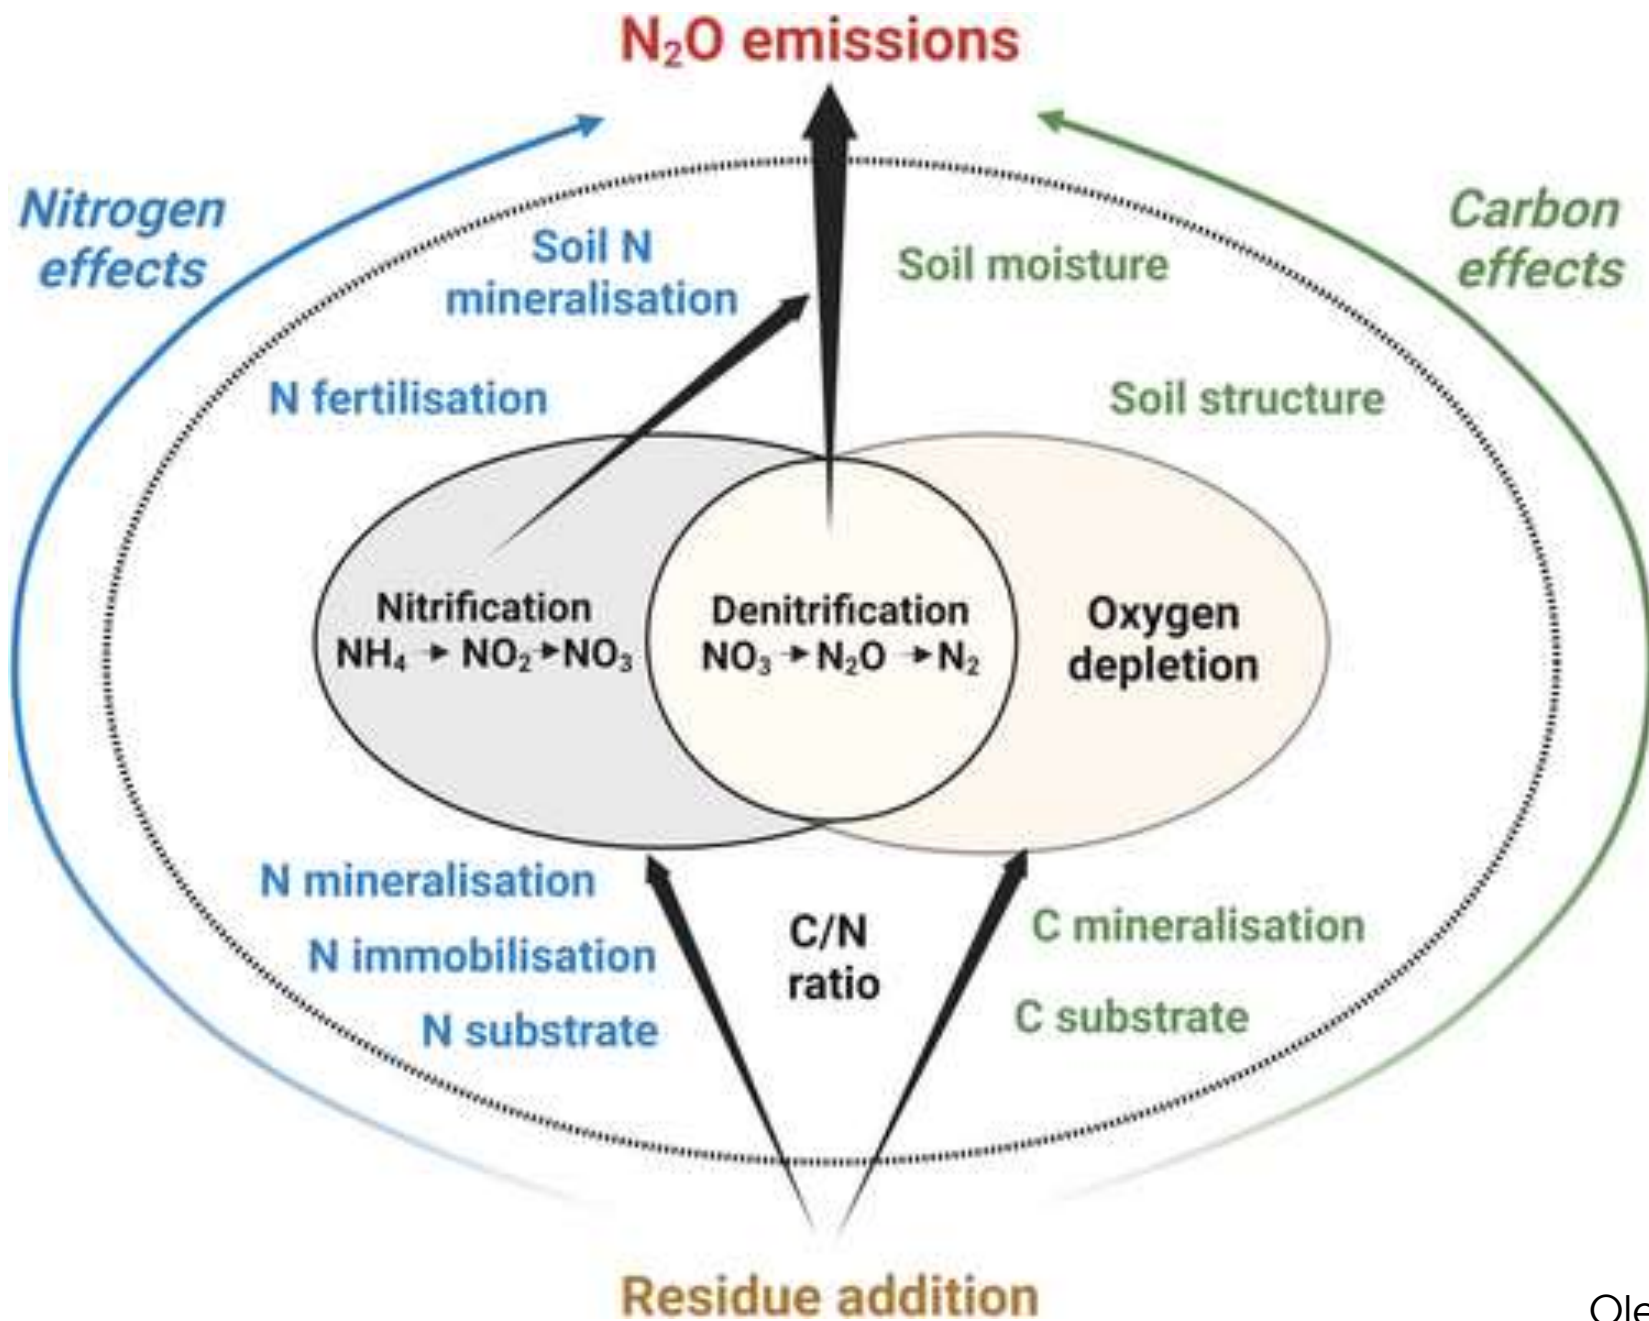 N₂O emissions
Nitrogen
effects
Carbon
effects
Soil N
mineralisation
Soil moisture
N fertilisation
Soil structure
Nitrification
NH₄ → NO₂ → NO₃
Denitrification
NO₃ → N₂O → N₂
Oxygen
depletion
N mineralisation
N immobilisation
N substrate
C/N
ratio
C mineralisation
C substrate
Residue addition